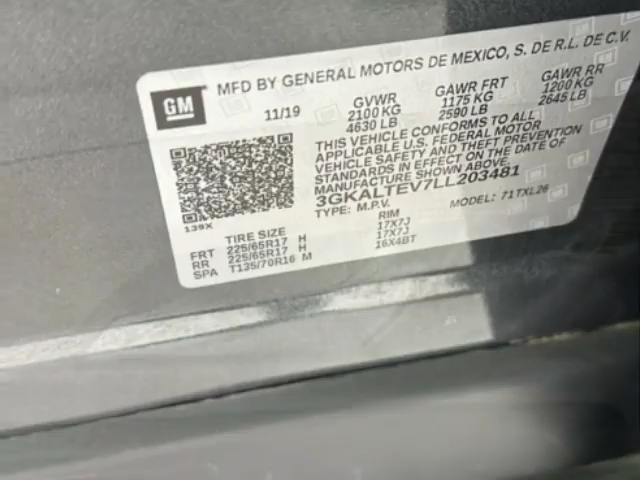 MFD BY GENERAL MOTORS DE MEXICO, S. DE R.L. DE C.V.
GM
11/19
GVWR GAWR FRT GAWR RR
2100 KG 1175 KG 1200 KG
4630 LB 2590 LB 2645 LB
THIS VEHICLE CONFORMS TO ALL
APPLICABLE U.S. FEDERAL MOTOR
VEHICLE SAFETY AND THEFT PREVENTION
STANDARDS IN EFFECT ON THE DATE OF
MANUFACTURE SHOWN ABOVE.
3GKALTEV7LL203481
TYPE: M.P.V. MODEL: 71TXL26
139X
TIRE SIZE RIM
FRT 225/65R17 H 17X7J
RR 225/65R17 H 17X7J
SPA T135/70R16 M 16X4BT